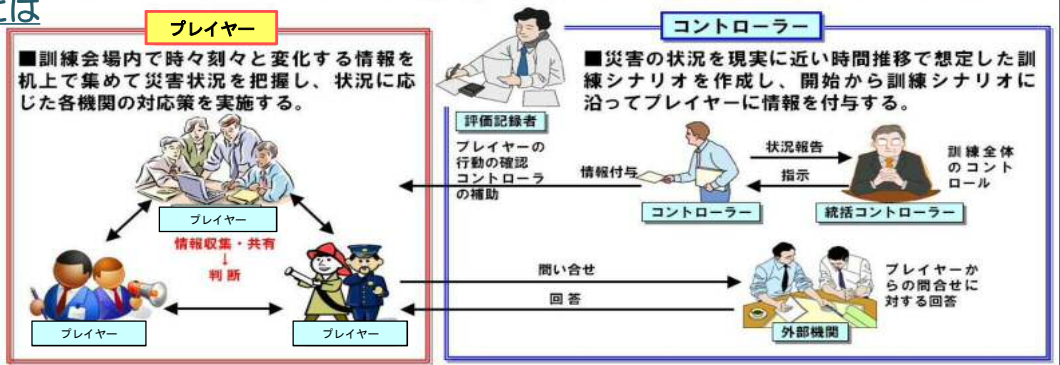 とは
プレイヤー
■訓練会場内で時々刻々と変化する情報を
机上で集めて災害状況を把握し、状況に応
じた各機関の対応策を実施する。
プレイヤー
情報収集・共有
↓
判断
プレイヤー
プレイヤー
コントローラー
■災害の状況を現実に近い時間推移で想定した訓
練シナリオを作成し、開始から訓練シナリオに
沿ってプレイヤーに情報を付与する。
評価記録者
プレイヤーの
行動の確認
コントローラ
の補助
情報付与
コントローラー
状況報告
指示
統括コントローラー
訓練全体
のコント
ロール
問い合せ
回答
外部機関
プレイヤーか
らの問合せに
対する回答